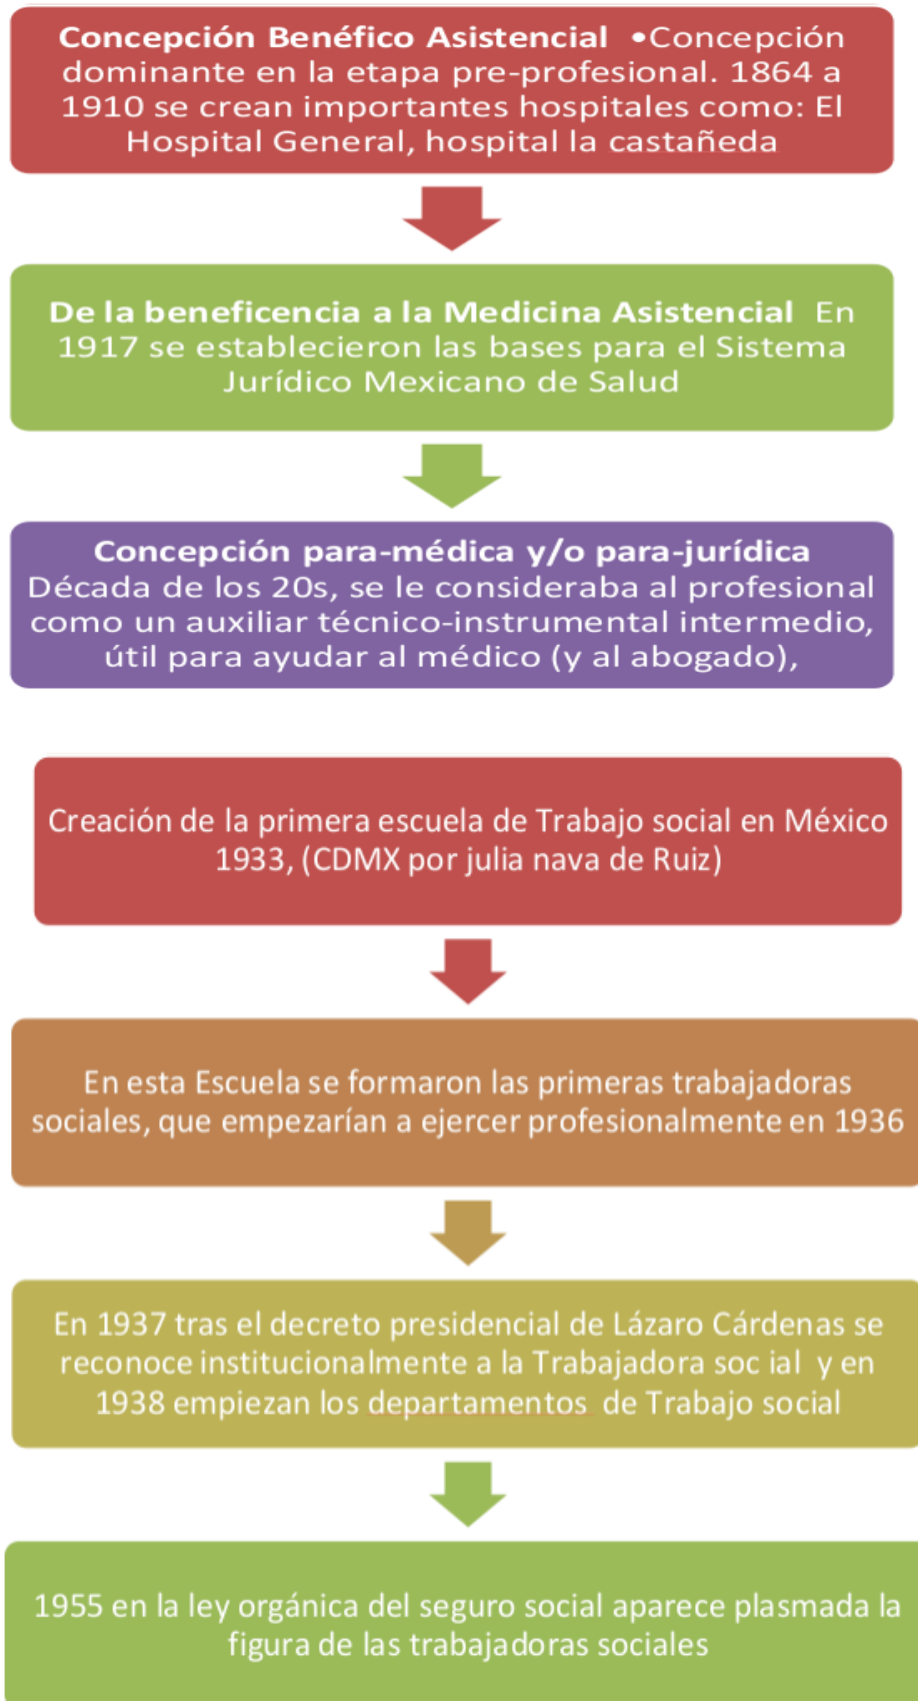 Concepción Benéfico Asistencial •Concepción
dominante en la etapa pre-profesional. 1864 a
1910 se crean importantes hospitales como: El
Hospital General, hospital la castañeda
De la beneficencia a la Medicina Asistencial En
1917 se establecieron las bases para el Sistema
Jurídico Mexicano de Salud
Concepción para-médica y/o para-jurídica
Década de los 20s, se le consideraba al profesional
como un auxiliar técnico-instrumental intermedio,
útil para ayudar al médico (y al abogado),
Creación de la primera escuela de Trabajo social en México
1933, (CDMX por julia nava de Ruiz)
En esta Escuela se formaron las primeras trabajadoras
sociales, que empezarían a ejercer profesionalmente en 1936
En 1937 tras el decreto presidencial de Lázaro Cárdenas se
reconoce institucionalmente a la Trabajadora soc ial y en
1938 empiezan los departamentos de Trabajo social
1955 en la ley orgánica del seguro social aparece plasmada la
figura de las trabajadoras sociales